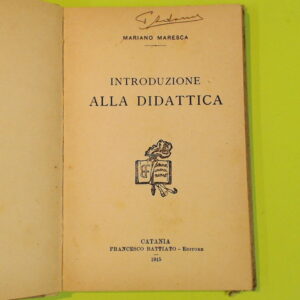 MARIANO MARESCA
INTRODUZIONE
ALLA DIDATTICA
CATANIA
FRANCESCO BATTIATO - EDITORE
1915